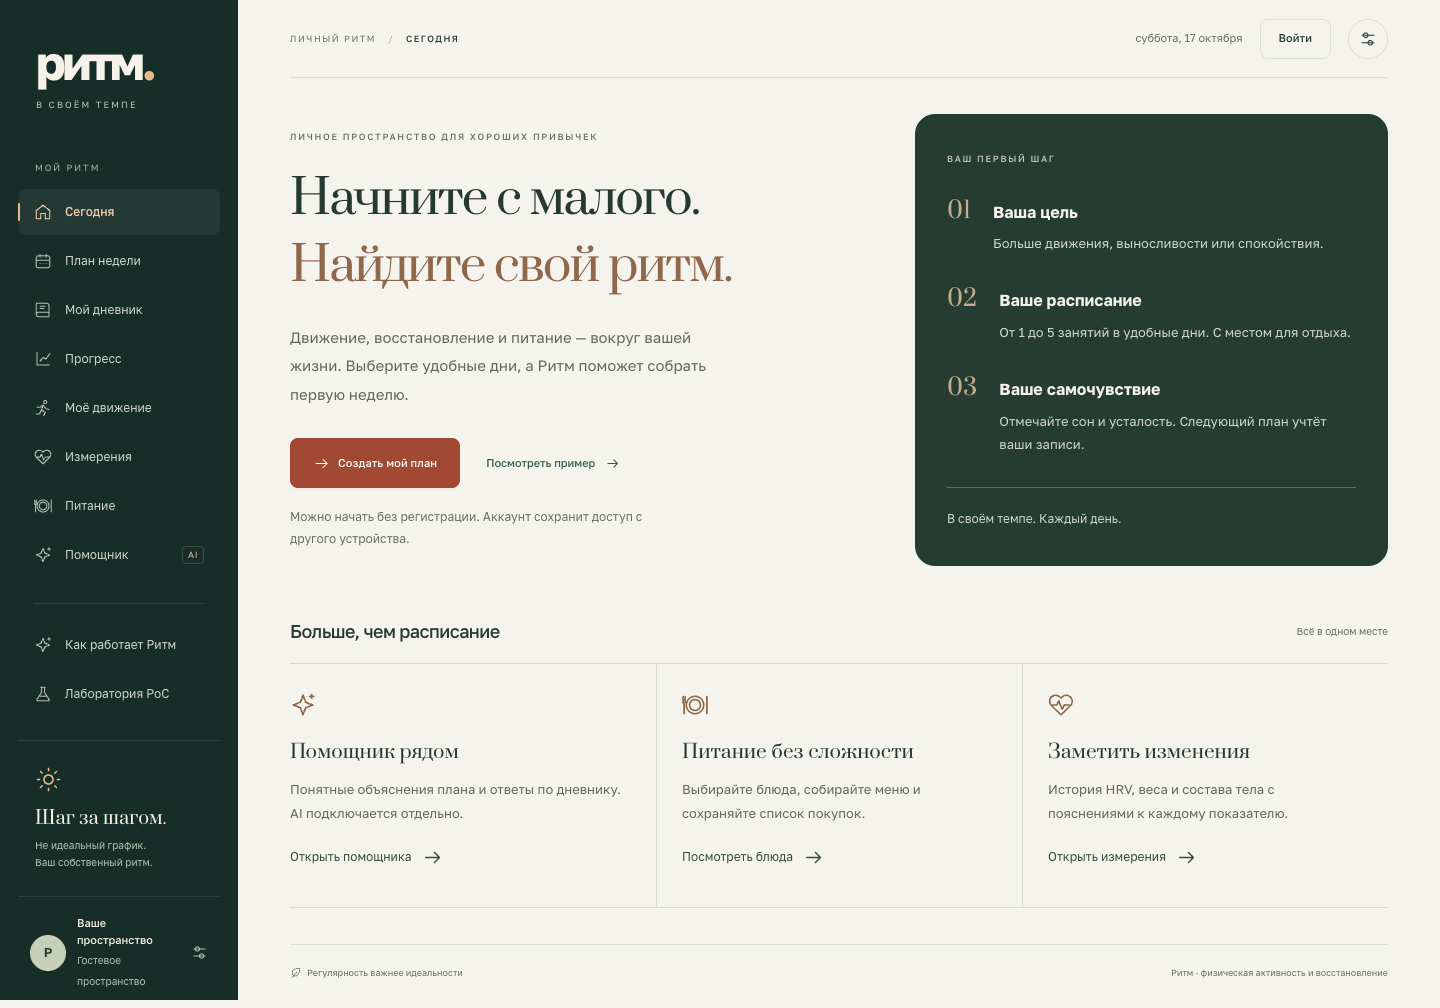 ритм.
В СВОЁМ ТЕМПЕ
МОЙ РИТМ
Сегодня
План недели
Мой дневник
Прогресс
Моё движение
Измерения
Питание
Помощник AI
Как работает Ритм
Лаборатория PoC
Шаг за шагом.
Не идеальный график.
Ваш собственный ритм.
Р
Ваше
пространство
Гостевое
пространство
ЛИЧНЫЙ РИТМ / СЕГОДНЯ
суббота, 17 октября
Войти
ЛИЧНОЕ ПРОСТРАНСТВО ДЛЯ ХОРОШИХ ПРИВЫЧЕК
Начните с малого.
Найдите свой ритм.
Движение, восстановление и питание — вокруг вашей
жизни. Выберите удобные дни, а Ритм поможет собрать
первую неделю.
Создать мой план
Посмотреть пример
Можно начать без регистрации. Аккаунт сохранит доступ с
другого устройства.
ВАШ ПЕРВЫЙ ШАГ
01 Ваша цель
Больше движения, выносливости или спокойствия.
02 Ваше расписание
От 1 до 5 занятий в удобные дни. С местом для отдыха.
03 Ваше самочувствие
Отмечайте сон и усталость. Следующий план учтёт
ваши записи.
В своём темпе. Каждый день.
Больше, чем расписание
Всё в одном месте
Помощник рядом
Понятные объяснения плана и ответы по дневнику.
AI подключается отдельно.
Открыть помощника
Питание без сложности
Выбирайте блюда, собирайте меню и
сохраняйте список покупок.
Посмотреть блюда
Заметить изменения
История HRV, веса и состава тела с
пояснениями к каждому показателю.
Открыть измерения
Регулярность важнее идеальности
Ритм · физическая активность и восстановление